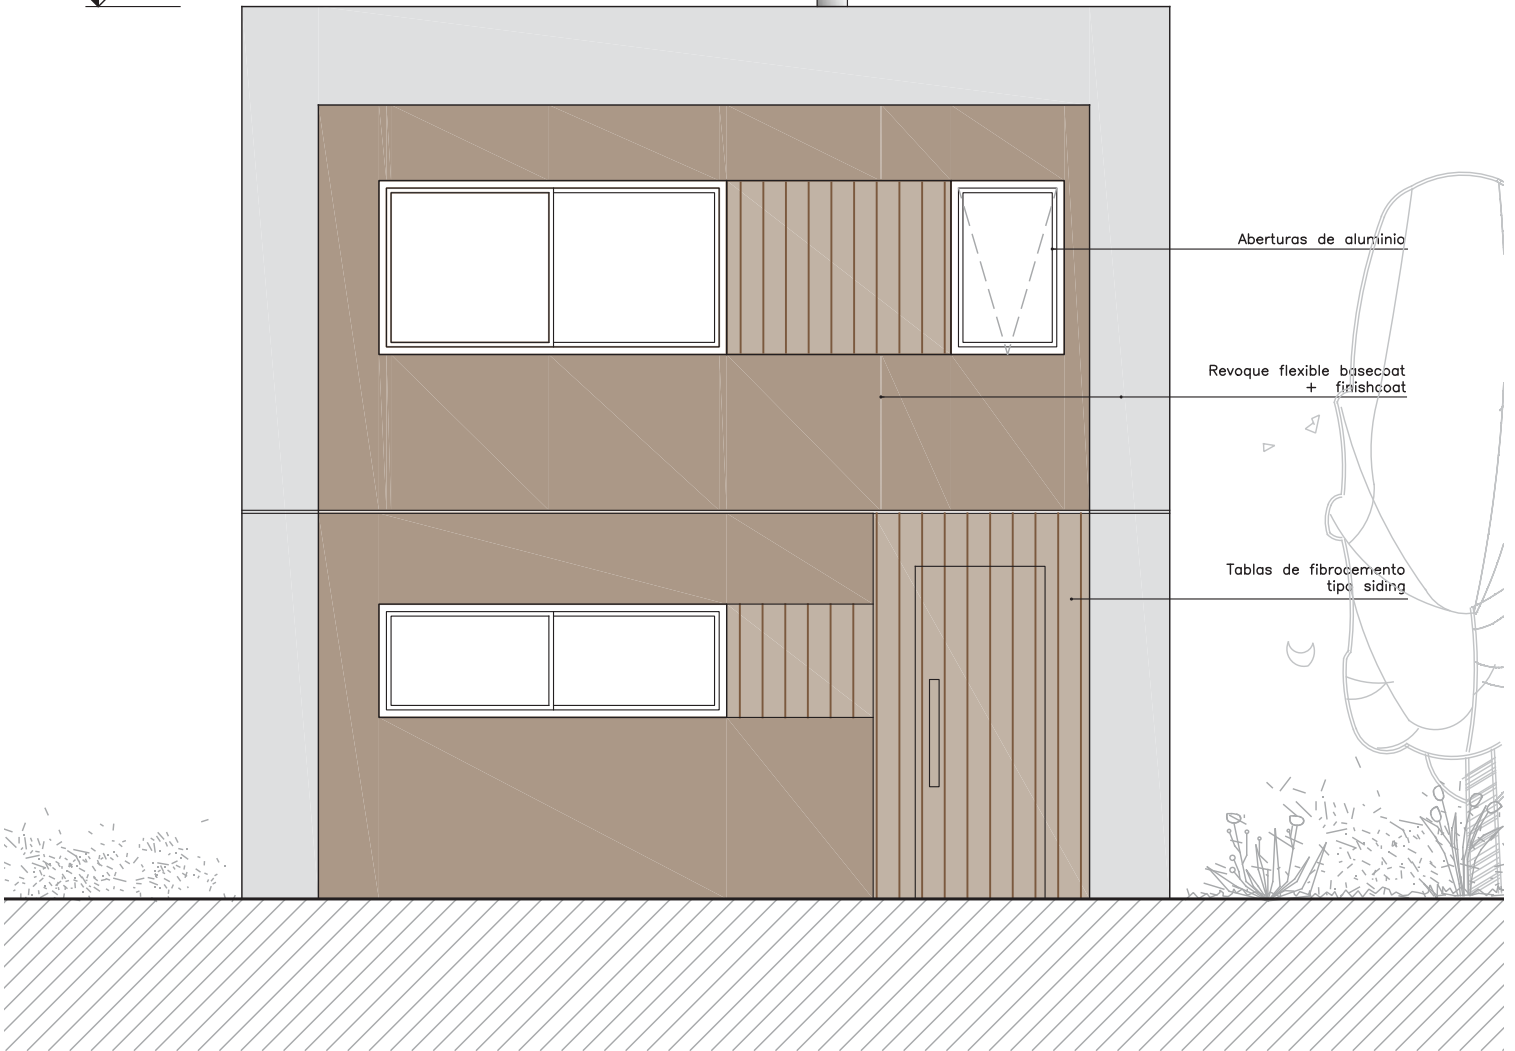 Aberturas de aluminio
Revoque flexible basecoat
+ finishcoat
Tablas de fibrocemento
tipo siding